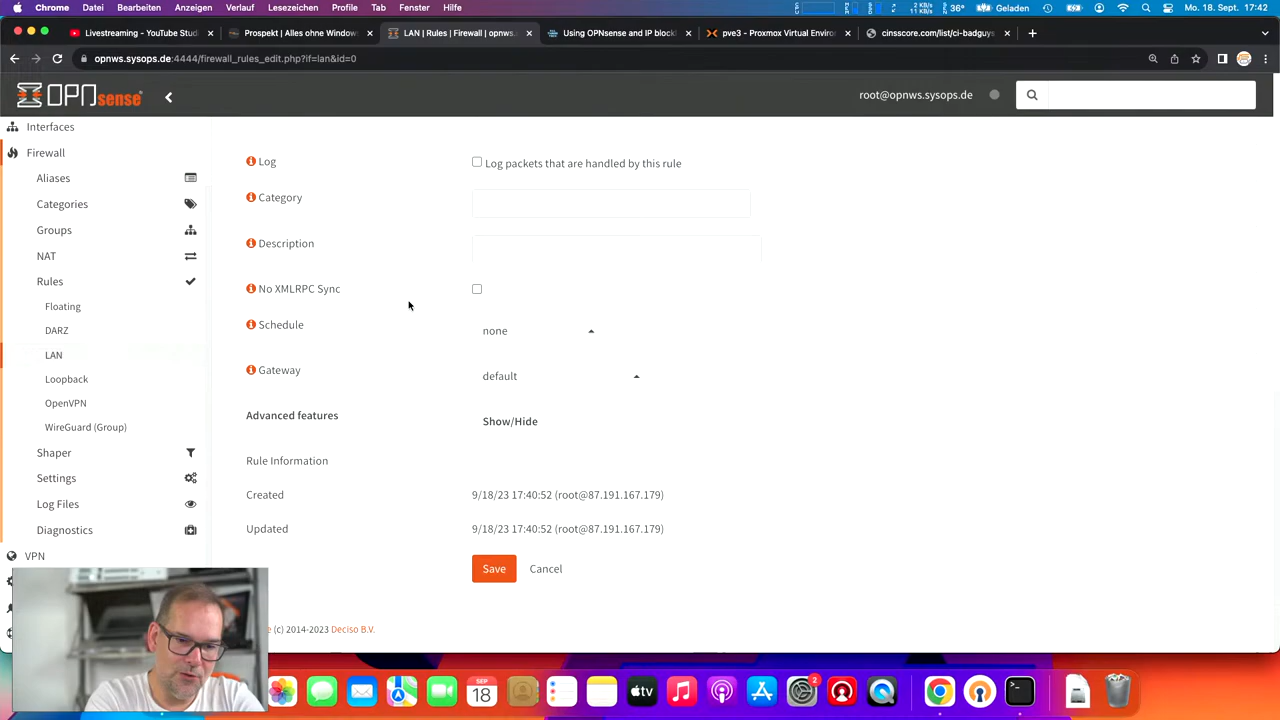 Chrome Datei Bearbeiten Anzeigen Verlauf Lesezeichen Profile Tab Fenster Hilfe 36° Geladen Mo. 18. Sept. 17:42
Livestreaming - YouTube Stud × Prospekt | Alles ohne Window × LAN | Rules | Firewall | opnws. × Using OPNsense and IP blockl × pve3 - Proxmox Virtual Enviro × cinsscore.com/list/ci-badguys × +
opnws.sysops.de:4444/firewall_rules_edit.php?if=lan&id=0
OPNsense
root@opnws.sysops.de
Interfaces
Firewall
Aliases
Categories
Groups
NAT
Rules
Floating
DARZ
LAN
Loopback
OpenVPN
WireGuard (Group)
Shaper
Settings
Log Files
Diagnostics
VPN
Log
Log packets that are handled by this rule
Category
Description
No XMLRPC Sync
Schedule
none
Gateway
default
Advanced features
Show/Hide
Rule Information
Created
9/18/23 17:40:52 (root@87.191.167.179)
Updated
9/18/23 17:40:52 (root@87.191.167.179)
Save Cancel
(c) 2014-2023 Deciso B.V.
SEP
18
tv
2